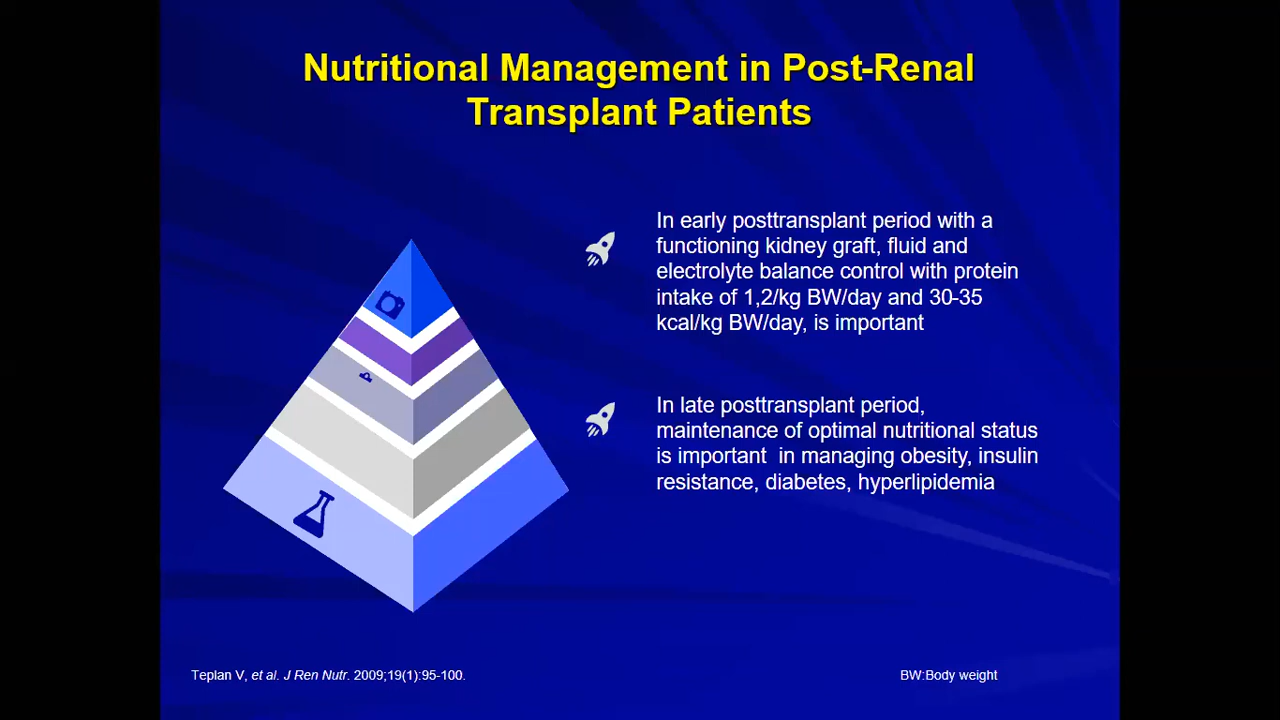 Nutritional Management in Post-Renal
Transplant Patients
In early posttransplant period with a
functioning kidney graft, fluid and
electrolyte balance control with protein
intake of 1,2/kg BW/day and 30-35
kcal/kg BW/day, is important
In late posttransplant period,
maintenance of optimal nutritional status
is important  in managing obesity, insulin
resistance, diabetes, hyperlipidemia
Teplan V, et al. J Ren Nutr. 2009;19(1):95-100.
BW:Body weight